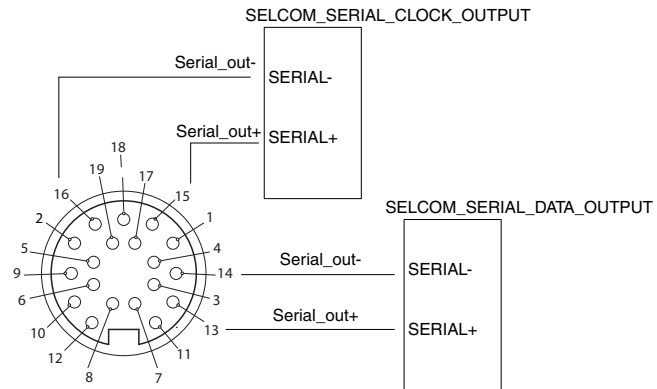 SELCOM_SERIAL_CLOCK_OUTPUT
Serial_out-
SERIAL-
Serial_out+
SERIAL+
18
19
17
16
15
2
1
SELCOM_SERIAL_DATA_OUTPUT
5
4
Serial_out-
SERIAL-
9
14
6
3
Serial_out+
SERIAL+
10
13
12
11
8
7